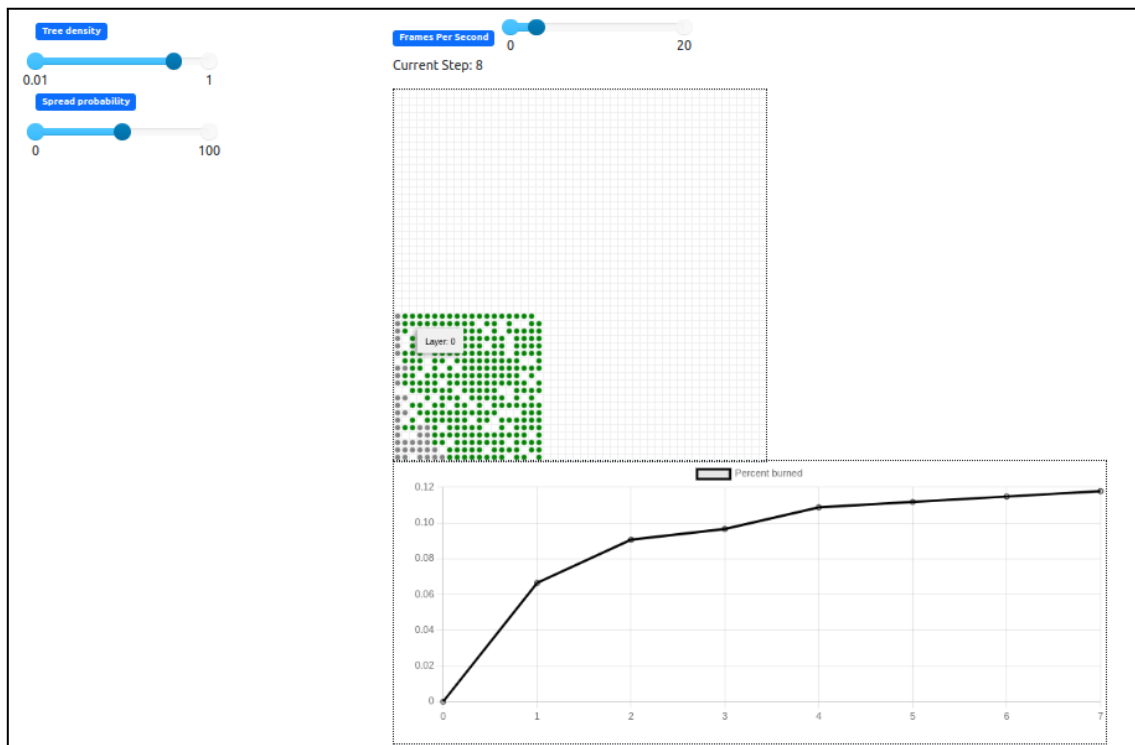 Tree density
0.01 1
Spread probability
0 100
Frames Per Second
0 20
Current Step: 8
Layer: 0
Percent burned
0.12
0.10
0.08
0.06
0.04
0.02
0
0 1 2 3 4 5 6 7